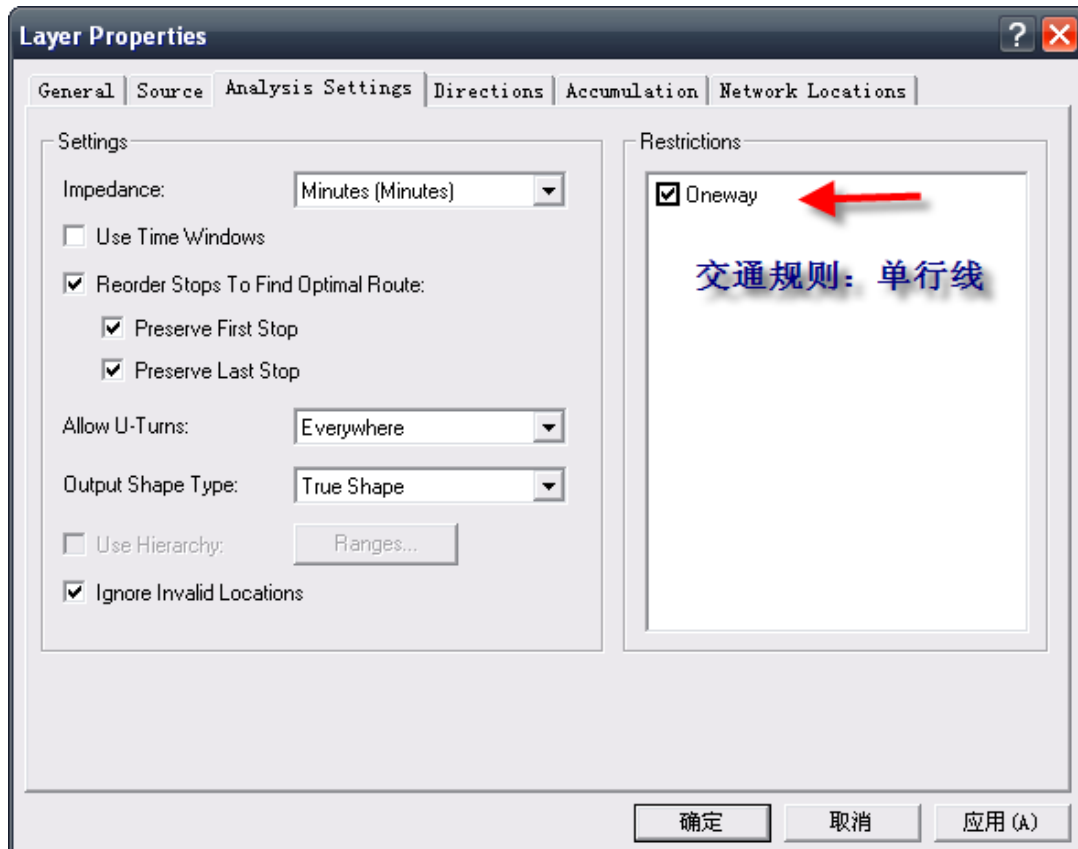 Layer Properties
General Source Analysis Settings Directions Accumulation Network Locations
Settings
Impedance: Minutes (Minutes)
Use Time Windows
Reorder Stops To Find Optimal Route:
Preserve First Stop
Preserve Last Stop
Allow U-Turns: Everywhere
Output Shape Type: True Shape
Use Hierarchy: Ranges...
Ignore Invalid Locations
Restrictions
Oneway
交通规则：单行线
确定 取消 应用(A)